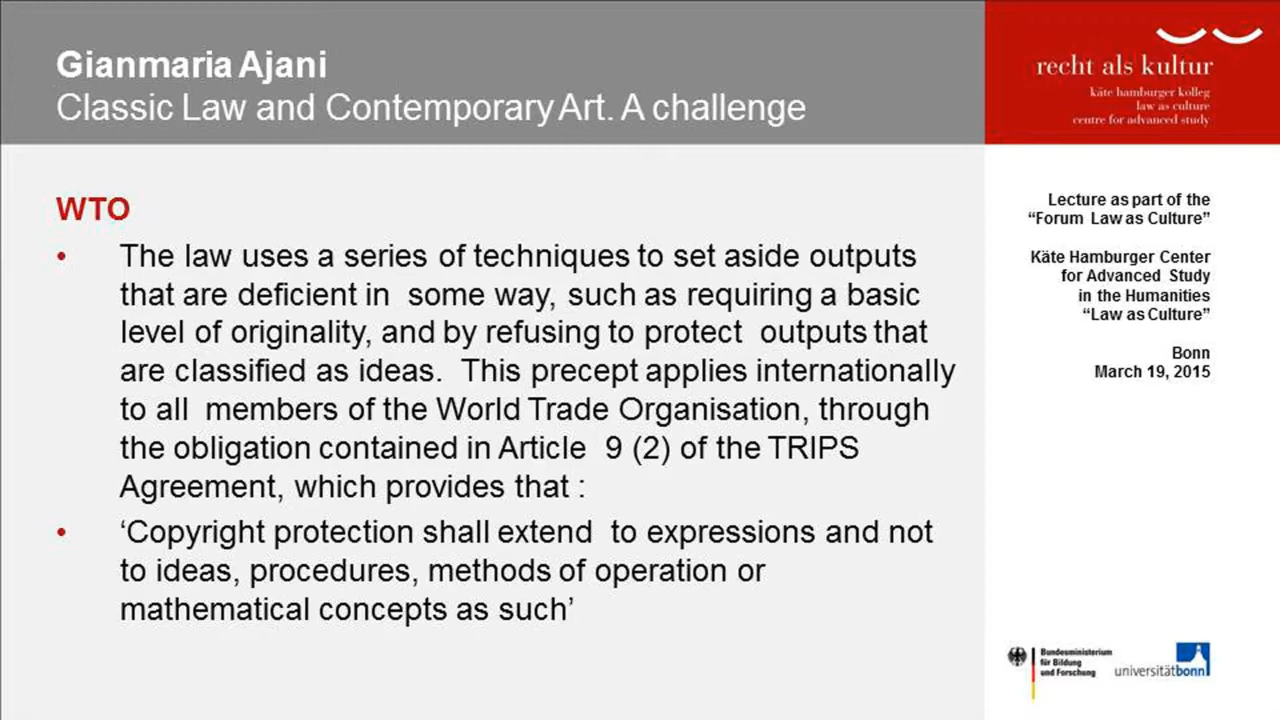 Gianmaria Ajani
Classic Law and Contemporary Art. A challenge
recht als kultur
käte hamburger kolleg
law as culture
centre for advanced study
WTO
• The law uses a series of techniques to set aside outputs
that are deficient in some way, such as requiring a basic
level of originality, and by refusing to protect outputs that
are classified as ideas. This precept applies internationally
to all members of the World Trade Organisation, through
the obligation contained in Article 9 (2) of the TRIPS
Agreement, which provides that :
• ‘Copyright protection shall extend to expressions and not
to ideas, procedures, methods of operation or
mathematical concepts as such’
Lecture as part of the
“Forum Law as Culture”
Käte Hamburger Center
for Advanced Study
in the Humanities
“Law as Culture”
Bonn
March 19, 2015
Bundesministerium
für Bildung
und Forschung
universitätbonn